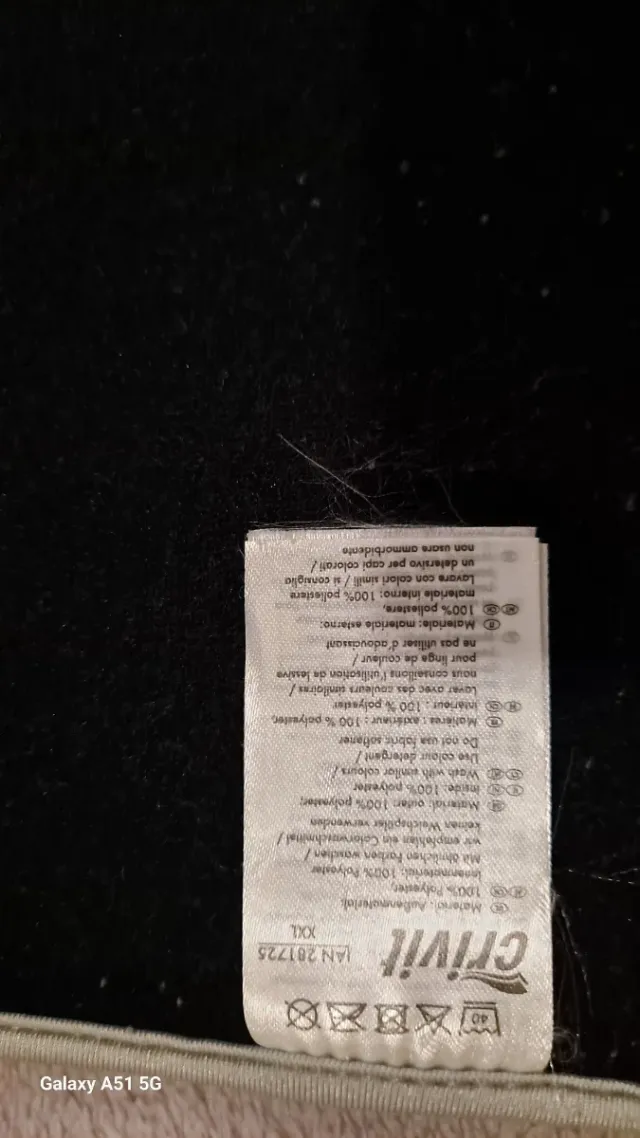 40
crivit
IAN 281725
XXL
Material: Außenmaterial:
100% Polyester,
Innenmaterial: 100% Polyester
Mit ähnlichen Farben waschen /
wir empfehlen ein Colorwaschmittel /
keinen Weichspüler verwenden
Material: outer: 100% polyester,
inside: 100% polyester
Wash with similar colours /
Use colour detergent /
Do not use fabric softener
Matières : extérieur : 100 % polyester,
intérieur : 100 % polyester
Laver avec des couleurs similaires /
nous conseillons l'utilisation de lessive
pour linge de couleur /
ne pas utiliser d'adoucissant
Materiale: materiale esterno:
100% poliestere,
materiale interno: 100% poliestere
Lavare con colori simili / si consiglia
un detersivo per capi colorati /
non usare ammorbidente
Galaxy A51 5G